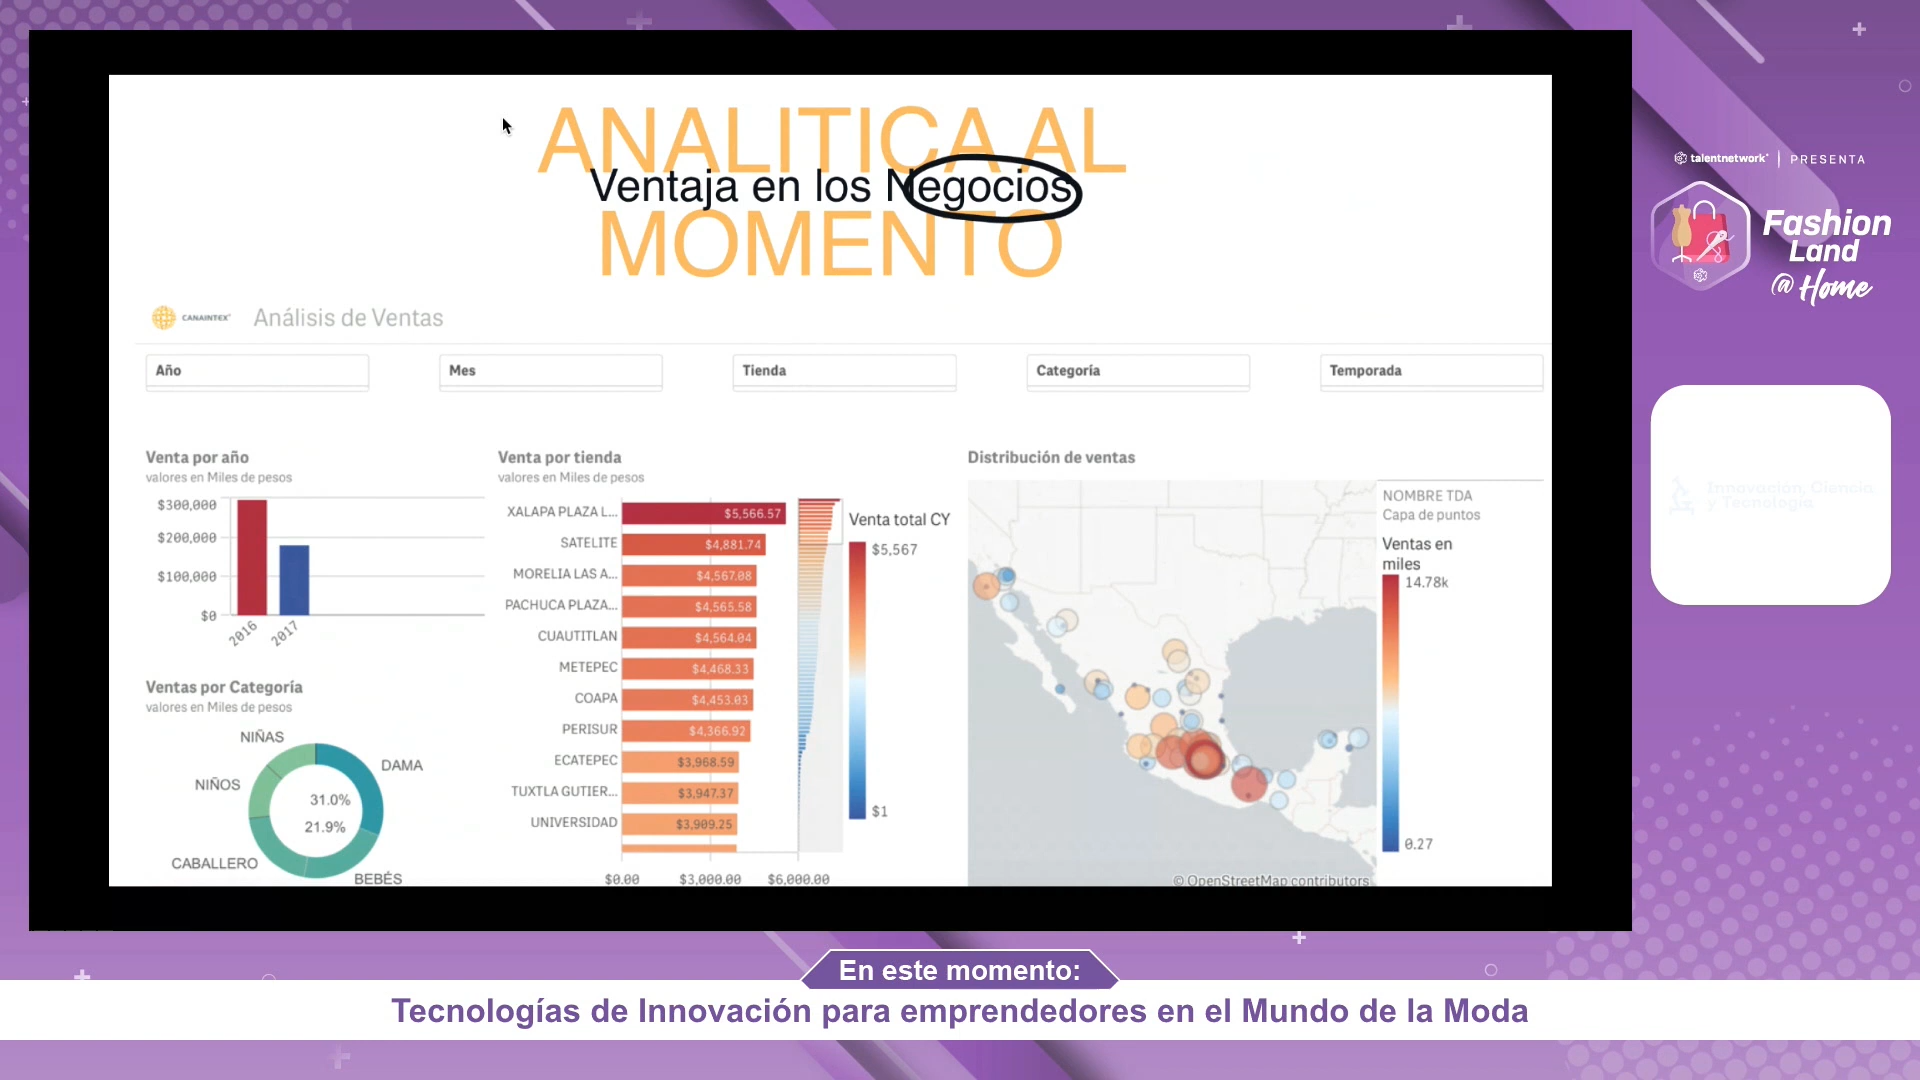 ANALITICA AL
Ventaja en los Negocios
MOMENTO
CANAINTEX
Análisis de Ventas
Año
Mes
Tienda
Categoría
Temporada
Venta por año
valores en Miles de pesos
$300,000
$200,000
$100,000
$0
2016
2017
Ventas por Categoría
valores en Miles de pesos
NIÑAS
DAMA
NIÑOS
31.0%
21.9%
CABALLERO
BEBÉS
Venta por tienda
valores en Miles de pesos
XALAPA PLAZA L... $5,566.57
SATELITE $4,881.74
MORELIA LAS A... $4,567.08
PACHUCA PLAZA... $4,565.58
CUAUTITLAN $4,564.04
METEPEC $4,468.33
COAPA $4,453.03
PERISUR $4,366.92
ECATEPEC $3,968.59
TUXTLA GUTIER... $3,947.37
UNIVERSIDAD $3,909.25
$0.00 $3,000.00 $6,000.00
Venta total CY
$5,567
$1
Distribución de ventas
NOMBRE TDA
Capa de puntos
Ventas en
miles
14.78k
0.27
© OpenStreetMap contributors
talentnetwork | PRESENTA
Fashion
Land
@ Home
Innovación, Ciencia
y Tecnología
En este momento:
Tecnologías de Innovación para emprendedores en el Mundo de la Moda